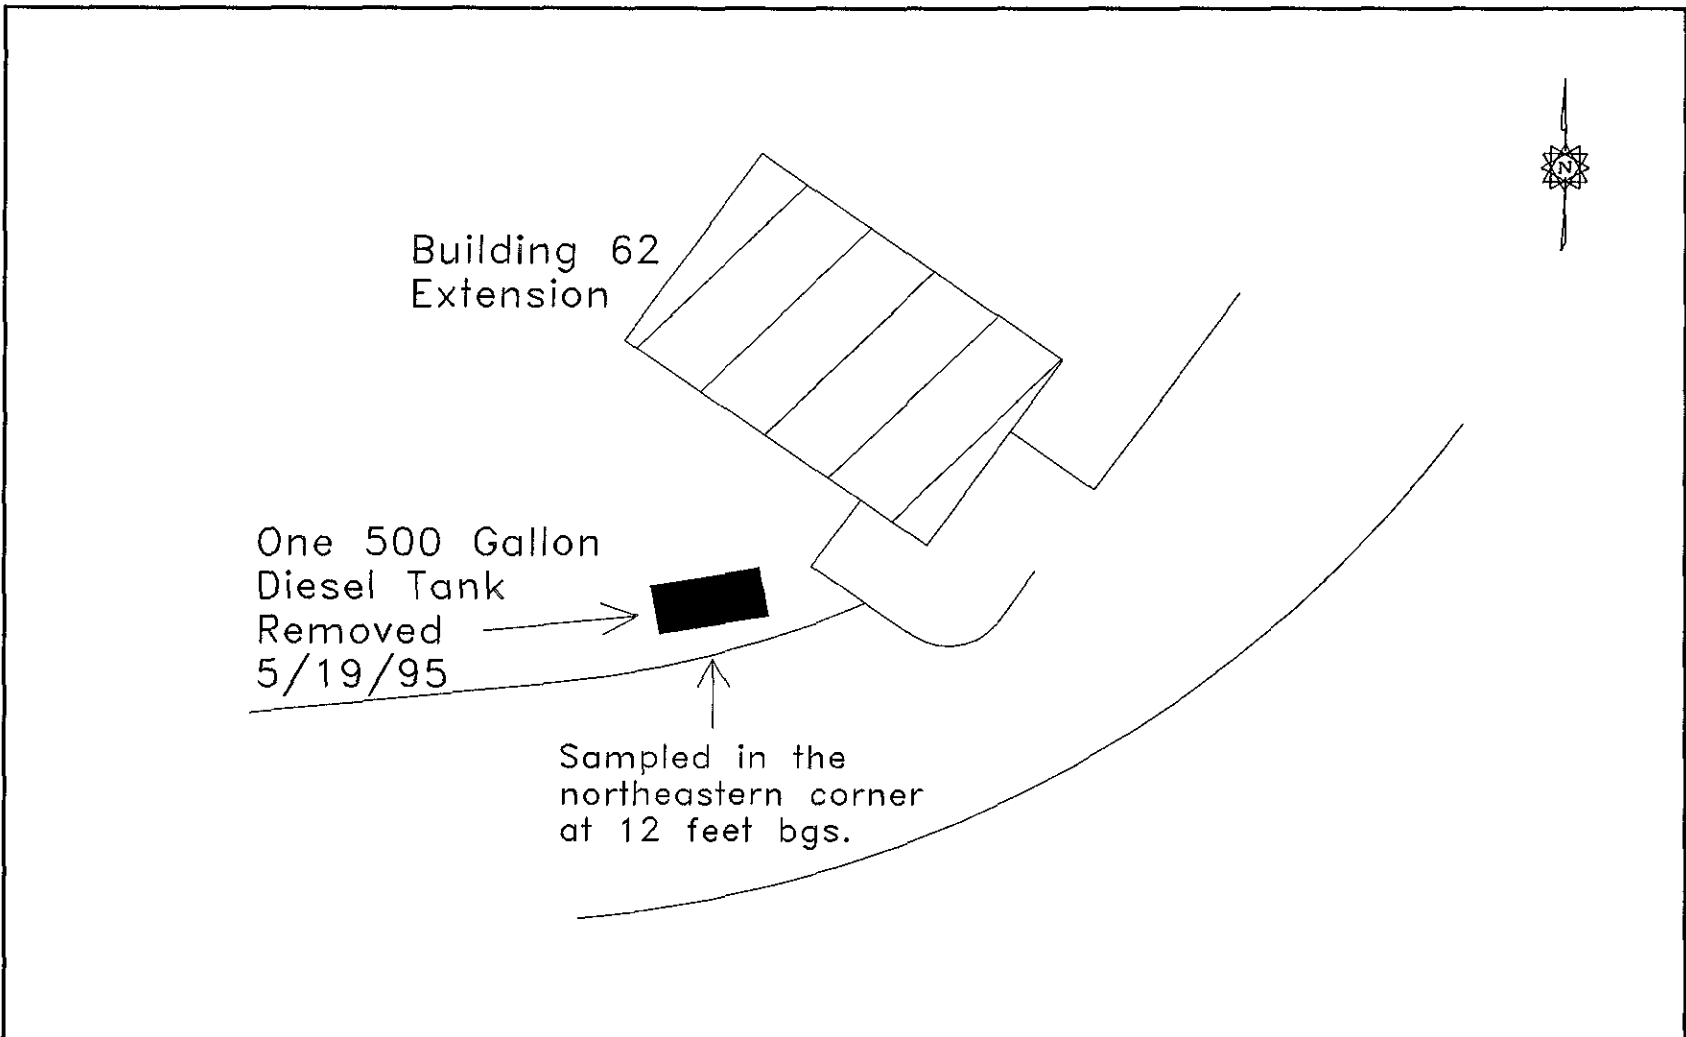 N
Building 62
Extension
One 500 Gallon
Diesel Tank
Removed
5/19/95
Sampled in the
northeastern corner
at 12 feet bgs.